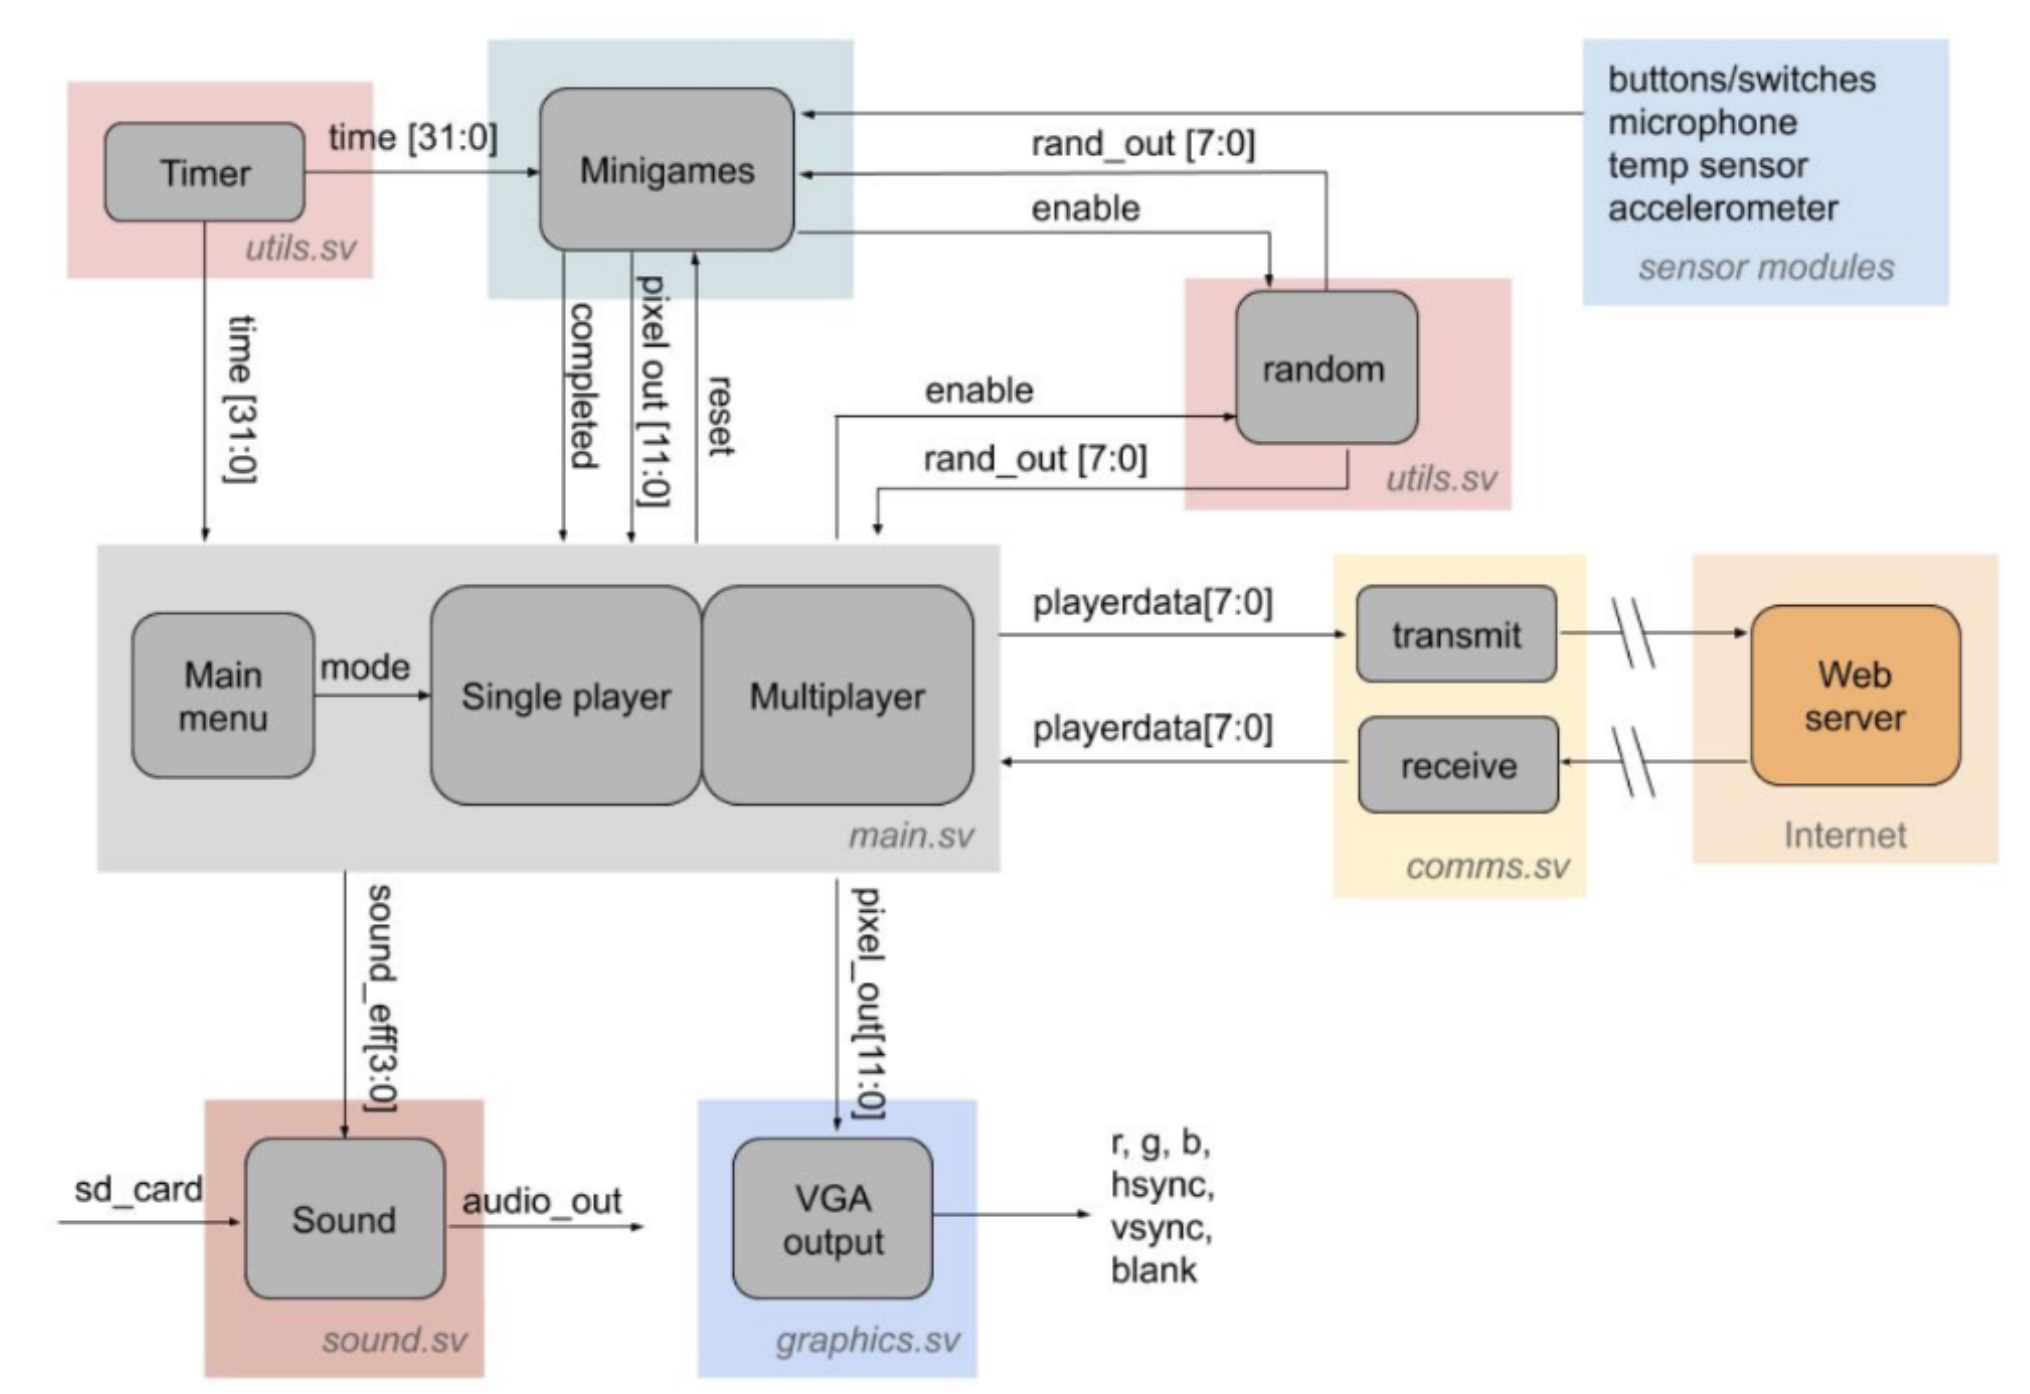 buttons/switches
microphone
temp sensor
accelerometer
sensor modules
Timer
time [31:0]
utils.sv
Minigames
rand_out [7:0]
enable
time [31:0]
completed
pixel out [11:0]
reset
random
utils.sv
enable
rand_out [7:0]
Main
menu
mode
Single player
Multiplayer
main.sv
playerdata[7:0]
playerdata[7:0]
transmit
receive
comms.sv
Web
server
Internet
sound_eff[3:0]
pixel_out[11:0]
sd_card
Sound
audio_out
sound.sv
VGA
output
graphics.sv
r, g, b,
hsync,
vsync,
blank